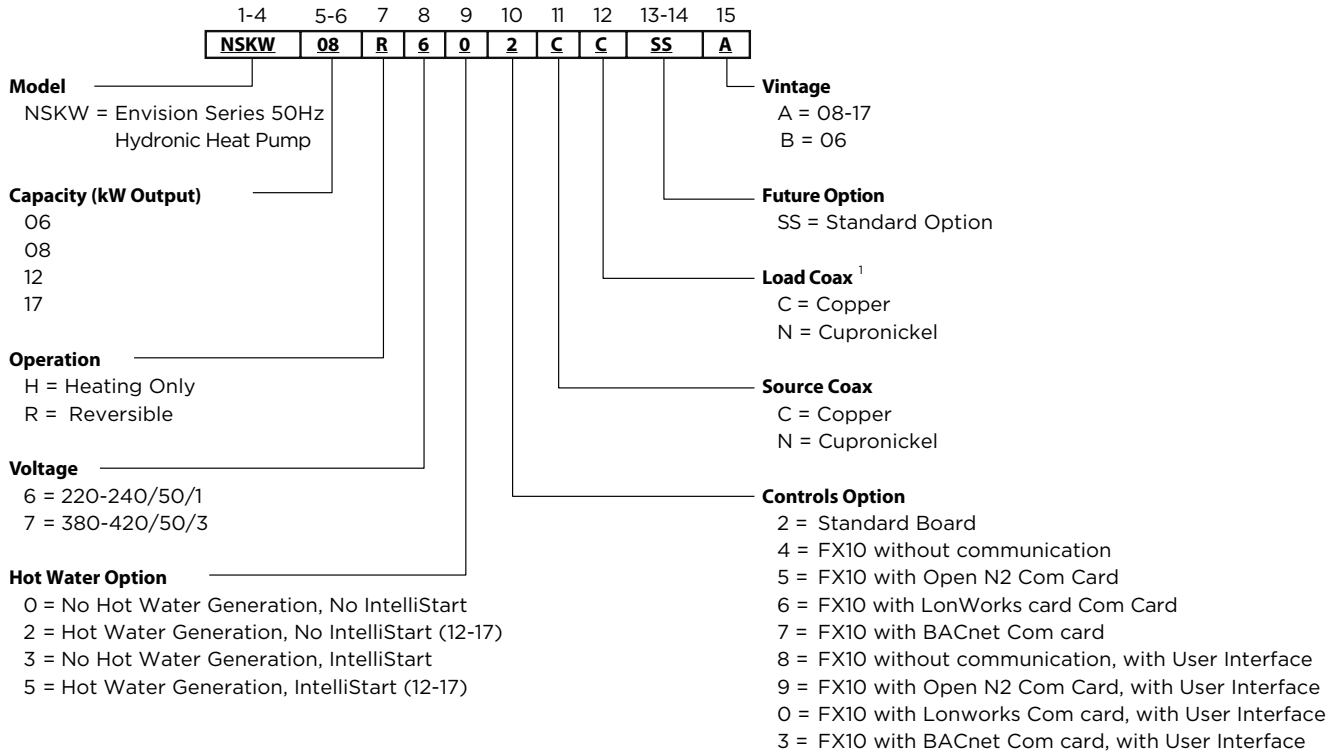 1-4 5-6 7 8 9 10 11 12 13-14 15
NSKW 08 R 6 0 2 C C SS A
Model
NSKW = Envision Series 50Hz
Hydronic Heat Pump
Capacity (kW Output)
06
08
12
17
Operation
H = Heating Only
R = Reversible
Voltage
6 = 220-240/50/1
7 = 380-420/50/3
Hot Water Option
0 = No Hot Water Generation, No IntelliStart
2 = Hot Water Generation, No IntelliStart (12-17)
3 = No Hot Water Generation, IntelliStart
5 = Hot Water Generation, IntelliStart (12-17)
Vintage
A = 08-17
B = 06
Future Option
SS = Standard Option
Load Coax 1
C = Copper
N = Cupronickel
Source Coax
C = Copper
N = Cupronickel
Controls Option
2 = Standard Board
4 = FX10 without communication
5 = FX10 with Open N2 Com Card
6 = FX10 with LonWorks card Com Card
7 = FX10 with BACnet Com card
8 = FX10 without communication, with User Interface
9 = FX10 with Open N2 Com Card, with User Interface
0 = FX10 with Lonworks Com card, with User Interface
3 = FX10 with BACnet Com card, with User Interface